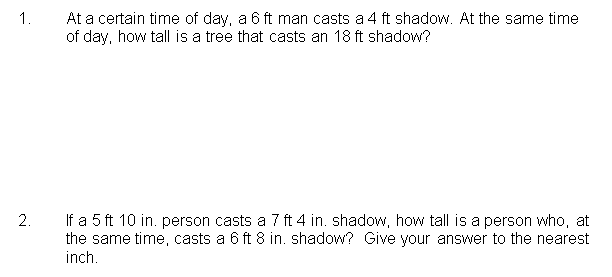 1. At a certain time of day, a 6 ft man casts a 4 ft shadow. At the same time
of day, how tall is a tree that casts an 18 ft shadow?
2. If a 5 ft 10 in. person casts a 7 ft 4 in. shadow, how tall is a person who, at
the same time, casts a 6 ft 8 in. shadow? Give your answer to the nearest
inch.